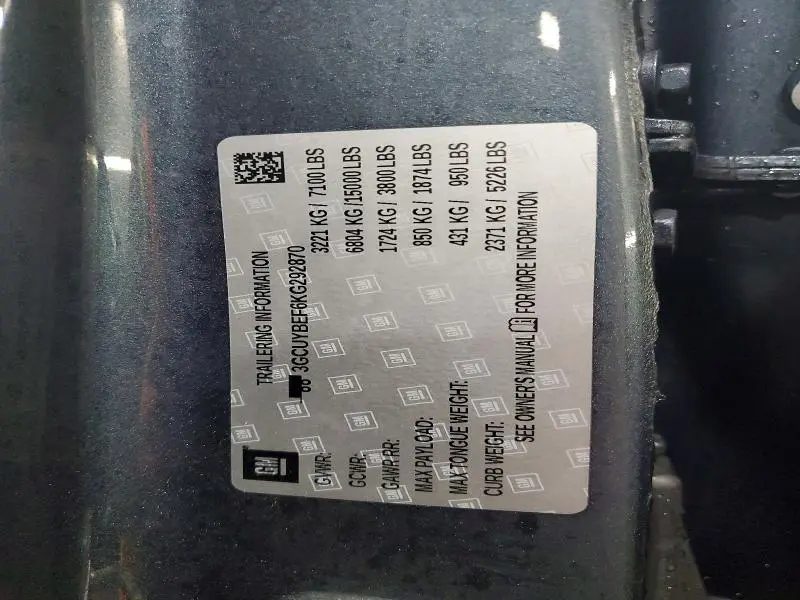 TRAILERING INFORMATION
3GCUYBEF6KG292870
GM
GVWR: 3221 KG / 7100 LBS
GCWR: 6804 KG /15000 LBS
GAWR RR: 1724 KG / 3800 LBS
MAX PAYLOAD: 850 KG / 1874 LBS
MAX TONGUE WEIGHT: 431 KG / 950 LBS
CURB WEIGHT: 2371 KG / 5226 LBS
SEE OWNER'S MANUAL FOR MORE INFORMATION